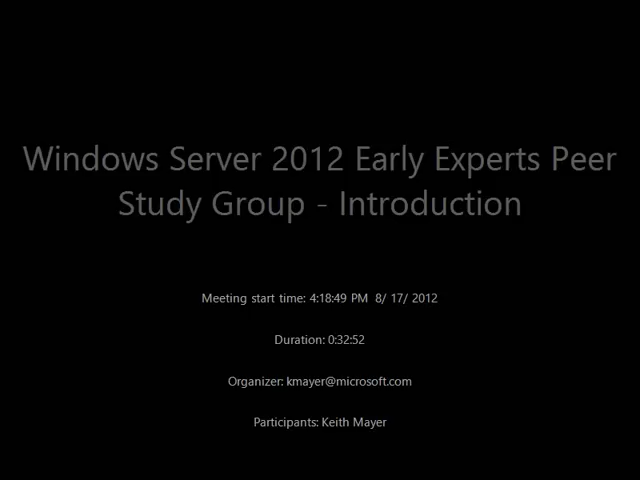 Windows Server 2012 Early Experts Peer
Study Group - Introduction
Meeting start time: 4:18:49 PM  8/ 17/ 2012
Duration: 0:32:52
Organizer: kmayer@microsoft.com
Participants: Keith Mayer